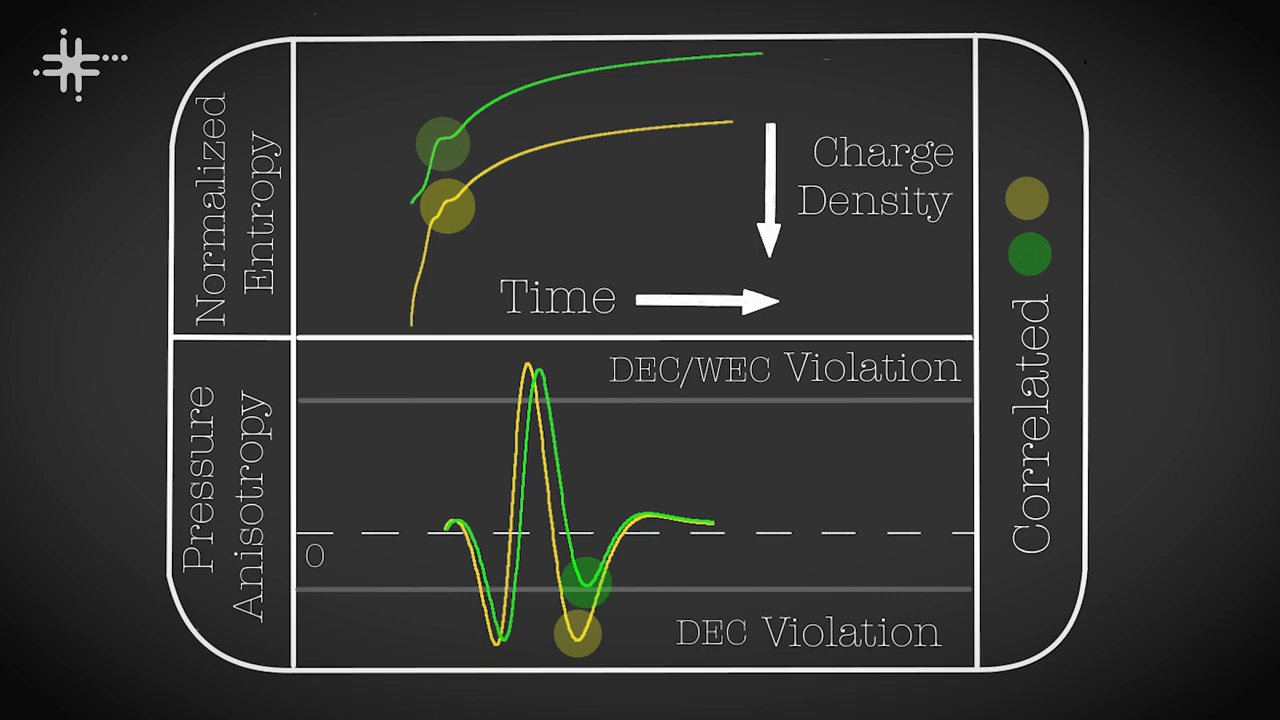 Normalized
Entropy
Charge
Density
Time
DEC/WEC Violation
Pressure
Anisotropy
0
DEC Violation
Correlated